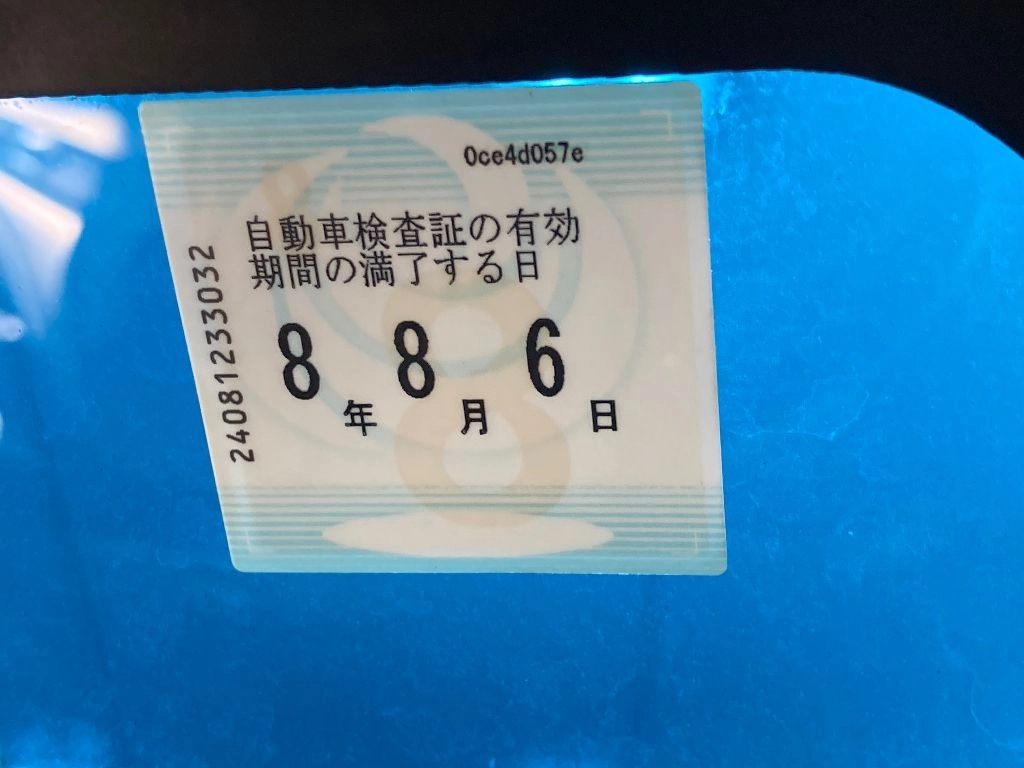 0ce4d057e
自動車検査証の有効
期間の満了する日
8年 8月 6日
240812333032